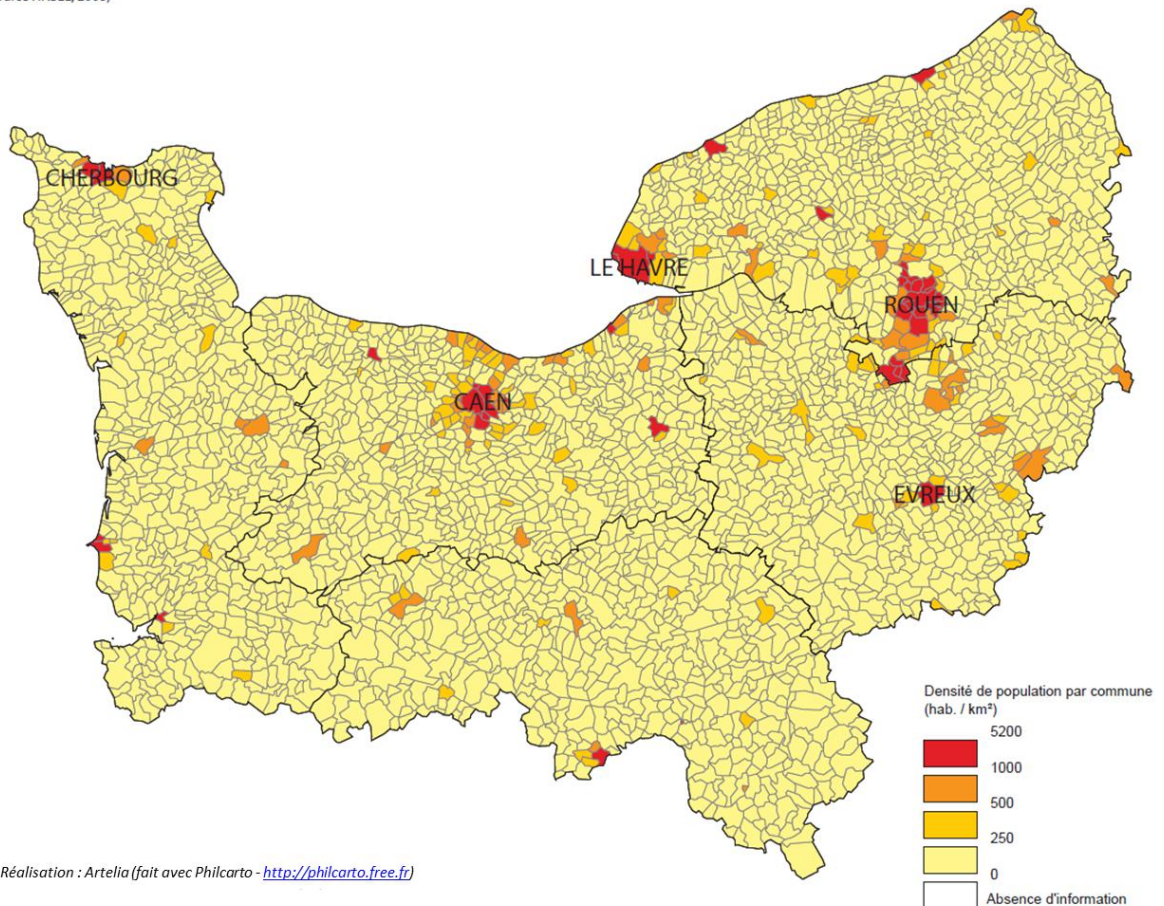 CHERBOURG
LE HAVRE
ROUEN
CAEN
EVREUX
Densité de population par commune
(hab. / km²)
5200
1000
500
250
0
Absence d'information
Réalisation : Artelia (fait avec Philcarto - http://philcarto.free.fr)